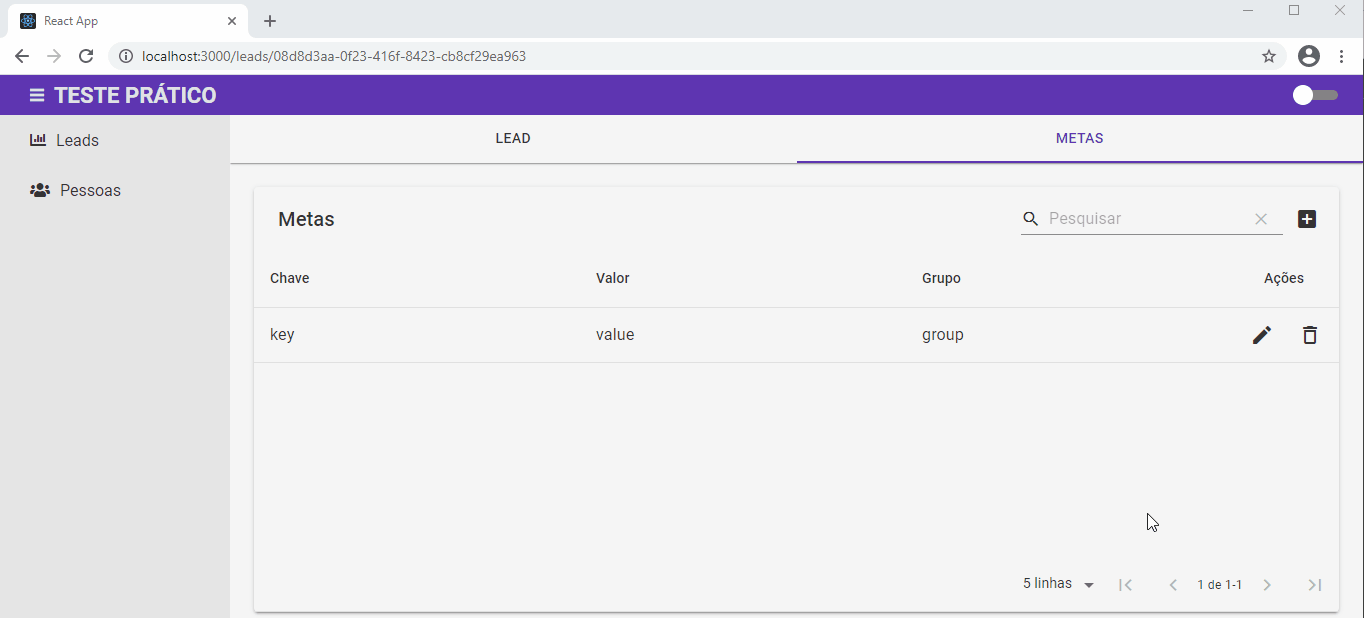 React App
localhost:3000/leads/08d8d3aa-0f23-416f-8423-cb8cf29ea963
TESTE PRÁTICO
Leads
Pessoas
LEAD METAS
Metas Pesquisar
Chave Valor Grupo Ações
key value group
5 linhas 1 de 1-1